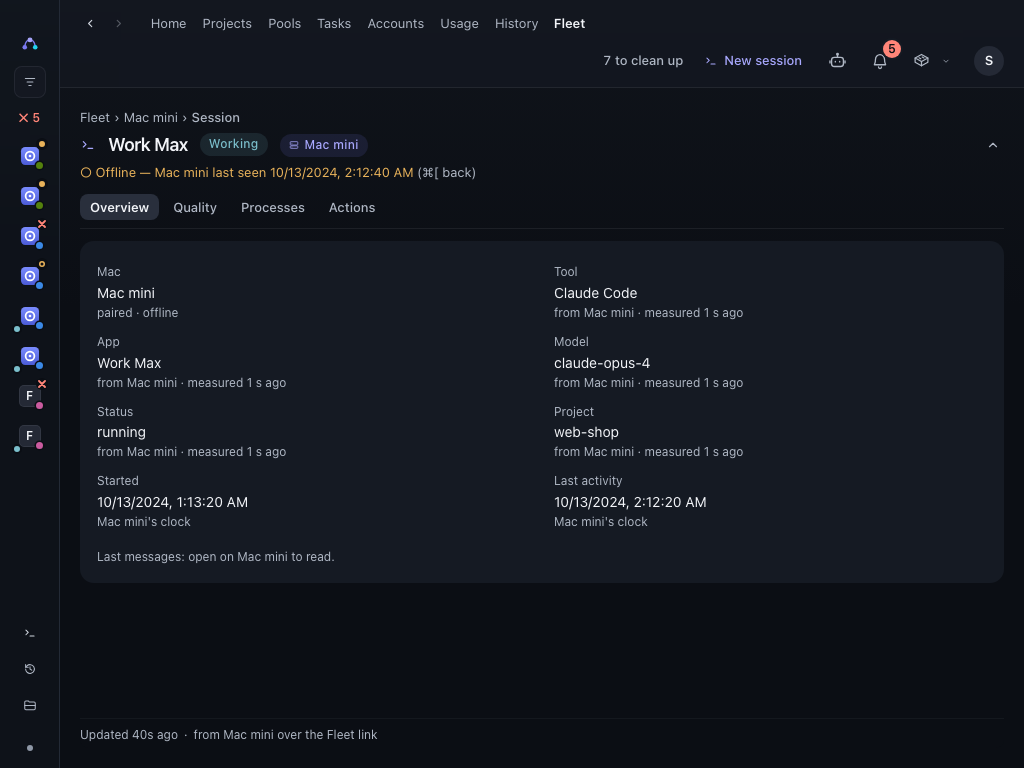 Home Projects Pools Tasks Accounts Usage History Fleet
7 to clean up New session 5 S
5
Fleet › Mac mini › Session
Work Max Working Mac mini
Offline — Mac mini last seen 10/13/2024, 2:12:40 AM (⌘[ back)
Overview Quality Processes Actions
Mac Tool
Mac mini Claude Code
paired · offline from Mac mini · measured 1 s ago
App Model
Work Max claude-opus-4
from Mac mini · measured 1 s ago from Mac mini · measured 1 s ago
F
Status Project
running web-shop
F
from Mac mini · measured 1 s ago from Mac mini · measured 1 s ago
Started Last activity
10/13/2024, 1:13:20 AM 10/13/2024, 2:12:20 AM
Mac mini's clock Mac mini's clock
Last messages: open on Mac mini to read.
Updated 40s ago · from Mac mini over the Fleet link